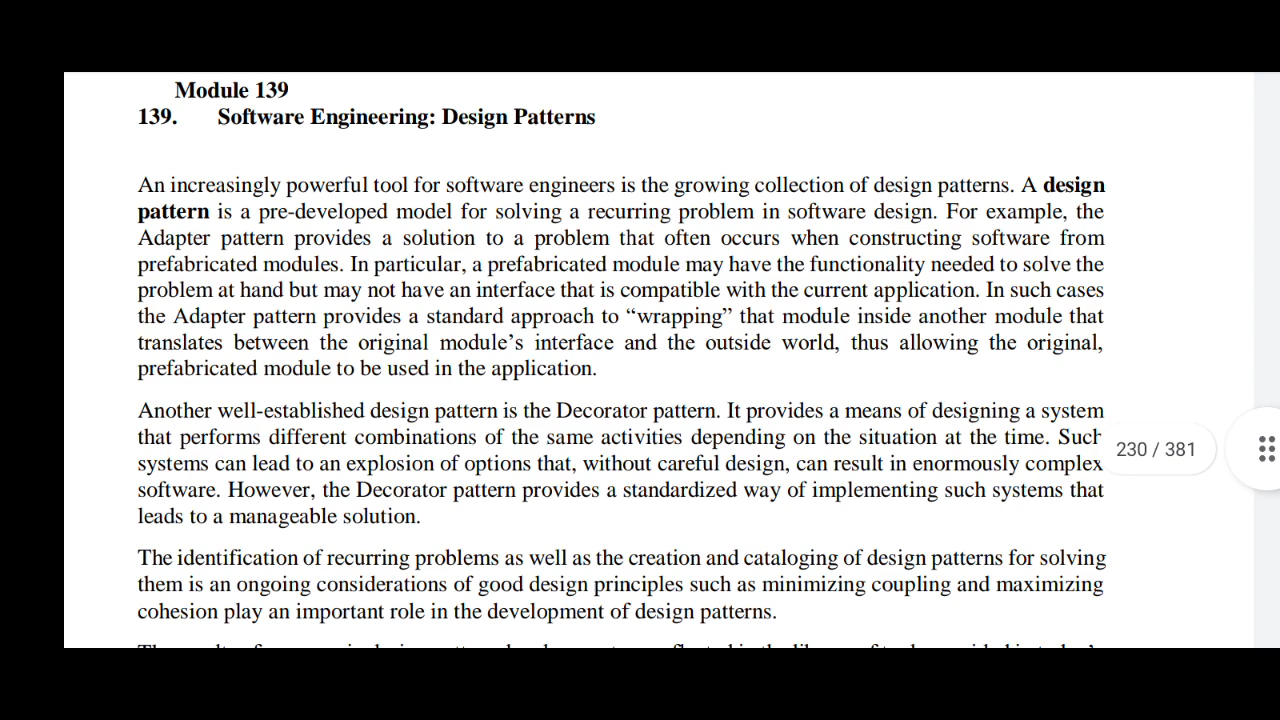 Module 139
139. Software Engineering: Design Patterns
An increasingly powerful tool for software engineers is the growing collection of design patterns. A design
pattern is a pre-developed model for solving a recurring problem in software design. For example, the
Adapter pattern provides a solution to a problem that often occurs when constructing software from
prefabricated modules. In particular, a prefabricated module may have the functionality needed to solve the
problem at hand but may not have an interface that is compatible with the current application. In such cases
the Adapter pattern provides a standard approach to “wrapping” that module inside another module that
translates between the original module’s interface and the outside world, thus allowing the original,
prefabricated module to be used in the application.
Another well-established design pattern is the Decorator pattern. It provides a means of designing a system
that performs different combinations of the same activities depending on the situation at the time. Such
systems can lead to an explosion of options that, without careful design, can result in enormously complex
software. However, the Decorator pattern provides a standardized way of implementing such systems that
leads to a manageable solution.
The identification of recurring problems as well as the creation and cataloging of design patterns for solving
them is an ongoing considerations of good design principles such as minimizing coupling and maximizing
cohesion play an important role in the development of design patterns.
230 / 381